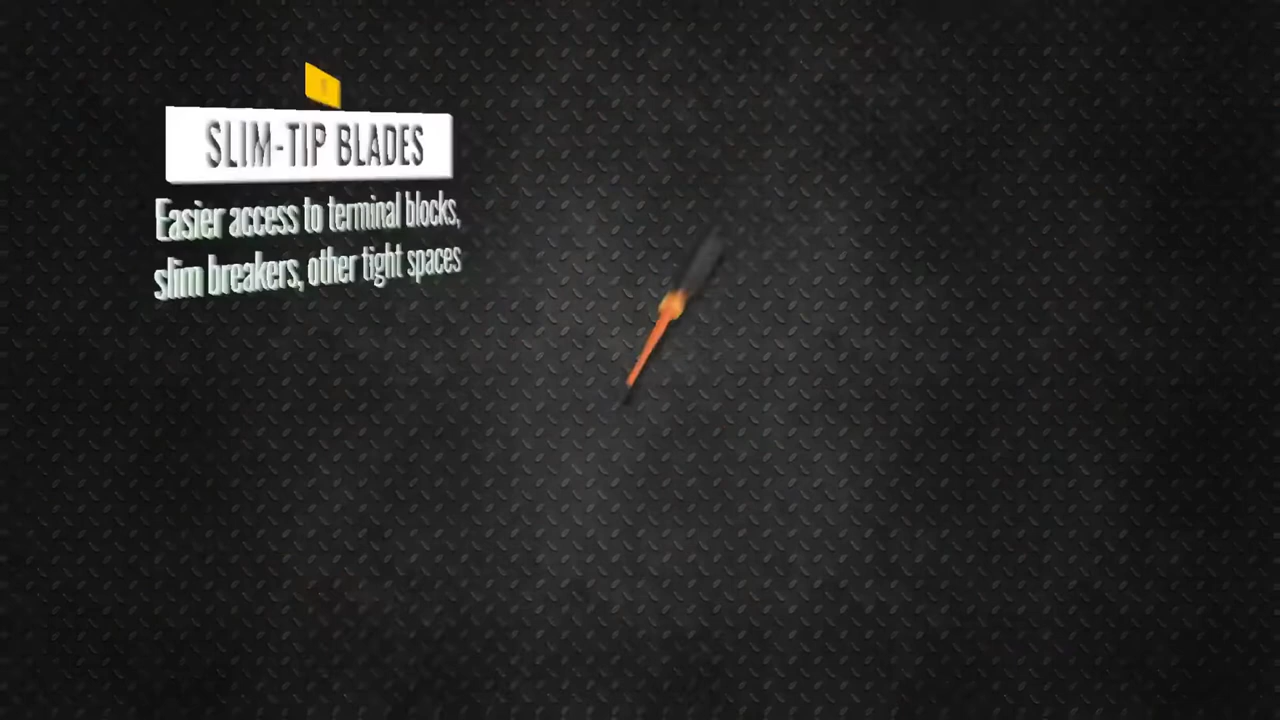 SLIM-TIP BLADES
Easier access to terminal blocks,
slim breakers, other tight spaces